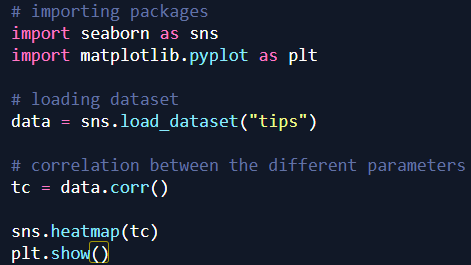 # importing packages
import seaborn as sns
import matplotlib.pyplot as plt
# loading dataset
data = sns.load_dataset("tips")
# correlation between the different parameters
tc = data.corr()
sns.heatmap(tc)
plt.show()